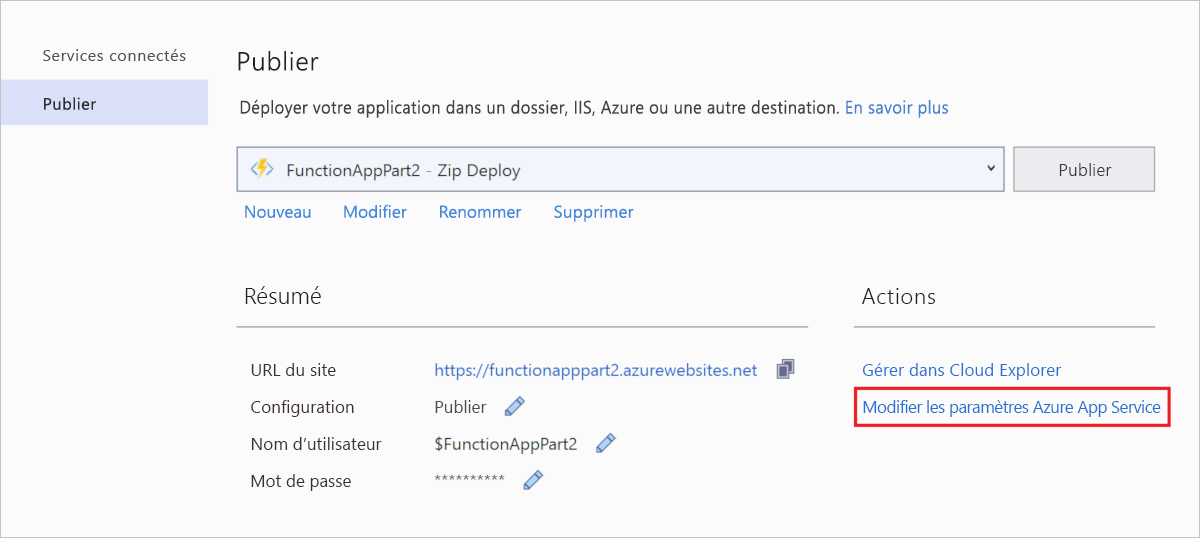 Services connectés
Publier
Publier
Déployer votre application dans un dossier, IIS, Azure ou une autre destination. En savoir plus
FunctionAppPart2 - Zip Deploy
Publier
Nouveau Modifier Renommer Supprimer
Résumé
Actions
URL du site https://functionapppart2.azurewebsites.net
Gérer dans Cloud Explorer
Configuration Publier
Modifier les paramètres Azure App Service
Nom d’utilisateur $FunctionAppPart2
Mot de passe **********